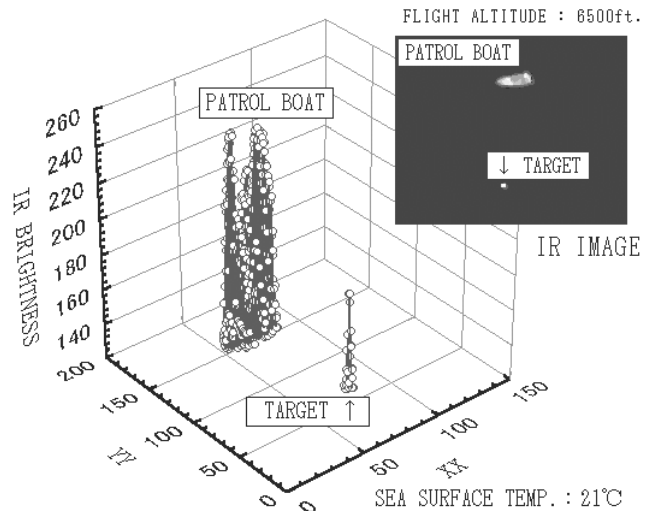 FLIGHT ALTITUDE : 6500ft.
PATROL BOAT
↓ TARGET
IR IMAGE
PATROL BOAT
IR BRIGHTNESS
260
240
220
200
180
160
140
200
150
100
50
0
YY
0
50
100
150
XX
TARGET ↑
SEA SURFACE TEMP. : 21℃